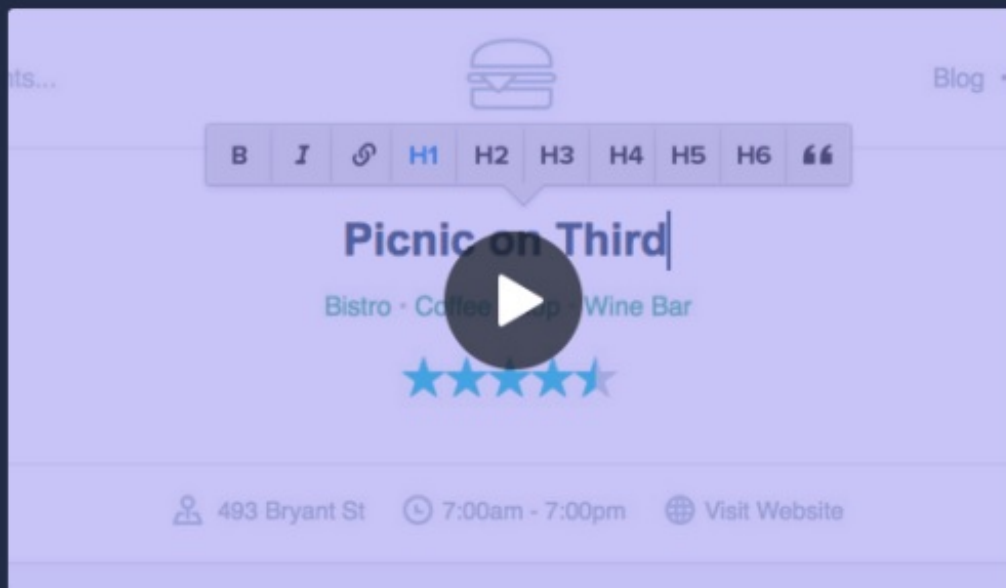 nts... Blog
B I H1 H2 H3 H4 H5 H6 “
Picnic on Third
Bistro · Coffee · Wine Bar
493 Bryant St 7:00am - 7:00pm Visit Website